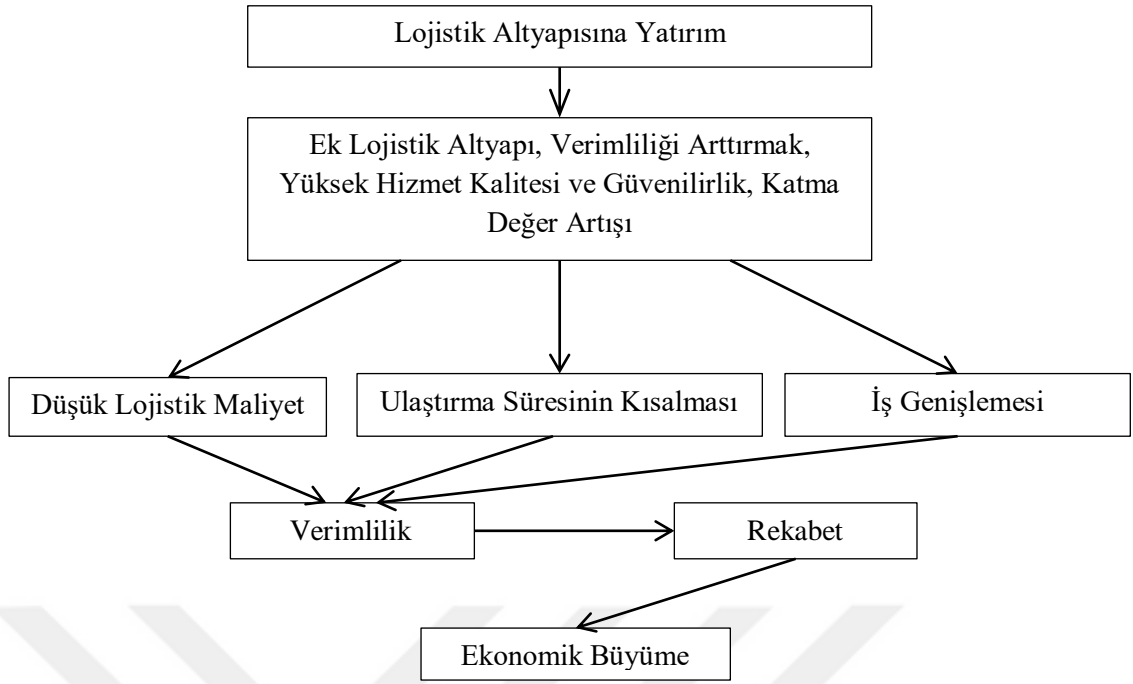 Lojistik Altyapısına Yatırım
Ek Lojistik Altyapı, Verimliliği Arttırmak,
Yüksek Hizmet Kalitesi ve Güvenilirlik, Katma
Değer Artışı
Düşük Lojistik Maliyet
Ulaştırma Süresinin Kısalması
İş Genişlemesi
Verimlilik
Rekabet
Ekonomik Büyüme